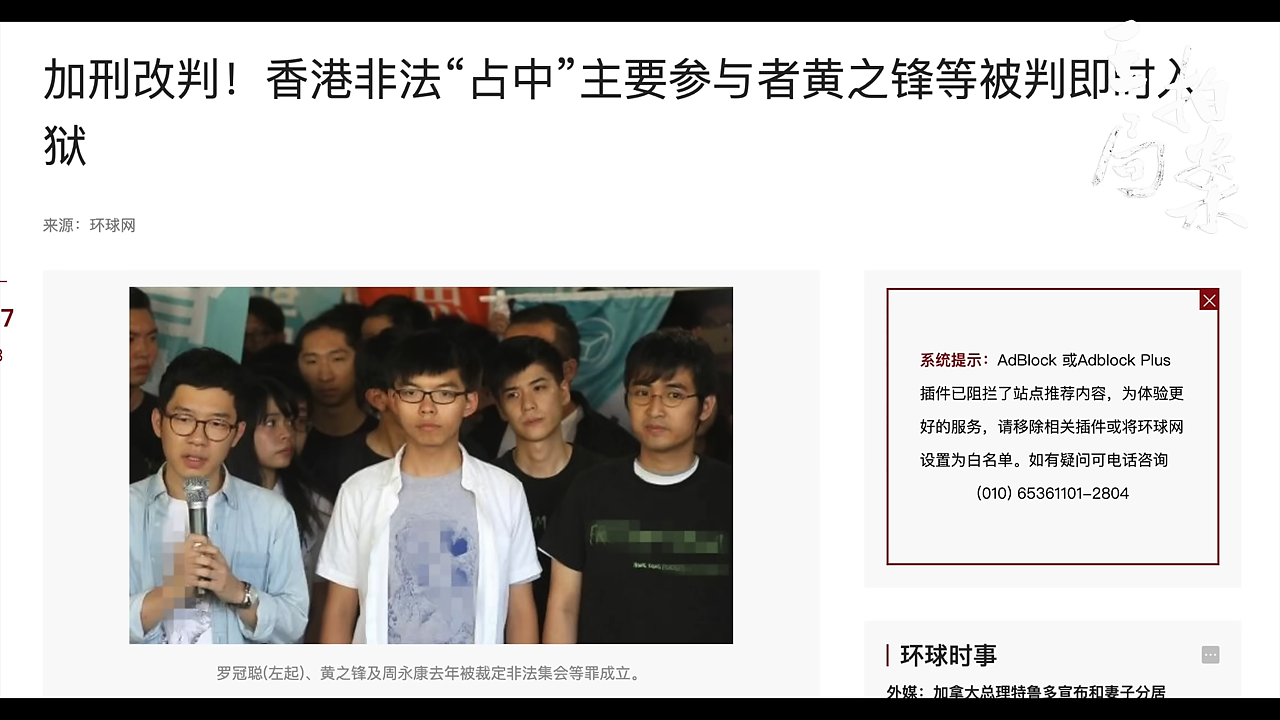 加刑改判！香港非法“占中”主要参与者黄之锋等被判即时入
狱
来源：环球网
7
系统提示：AdBlock 或Adblock Plus
插件已阻拦了站点推荐内容，为体验更
好的服务，请移除相关插件或将环球网
设置为白名单。如有疑问可电话咨询
(010) 65361101-2804
罗冠聪(左起)、黄之锋及周永康去年被裁定非法集会等罪成立。
环球时事
外媒：加拿大总理特鲁多宣布和妻子分居